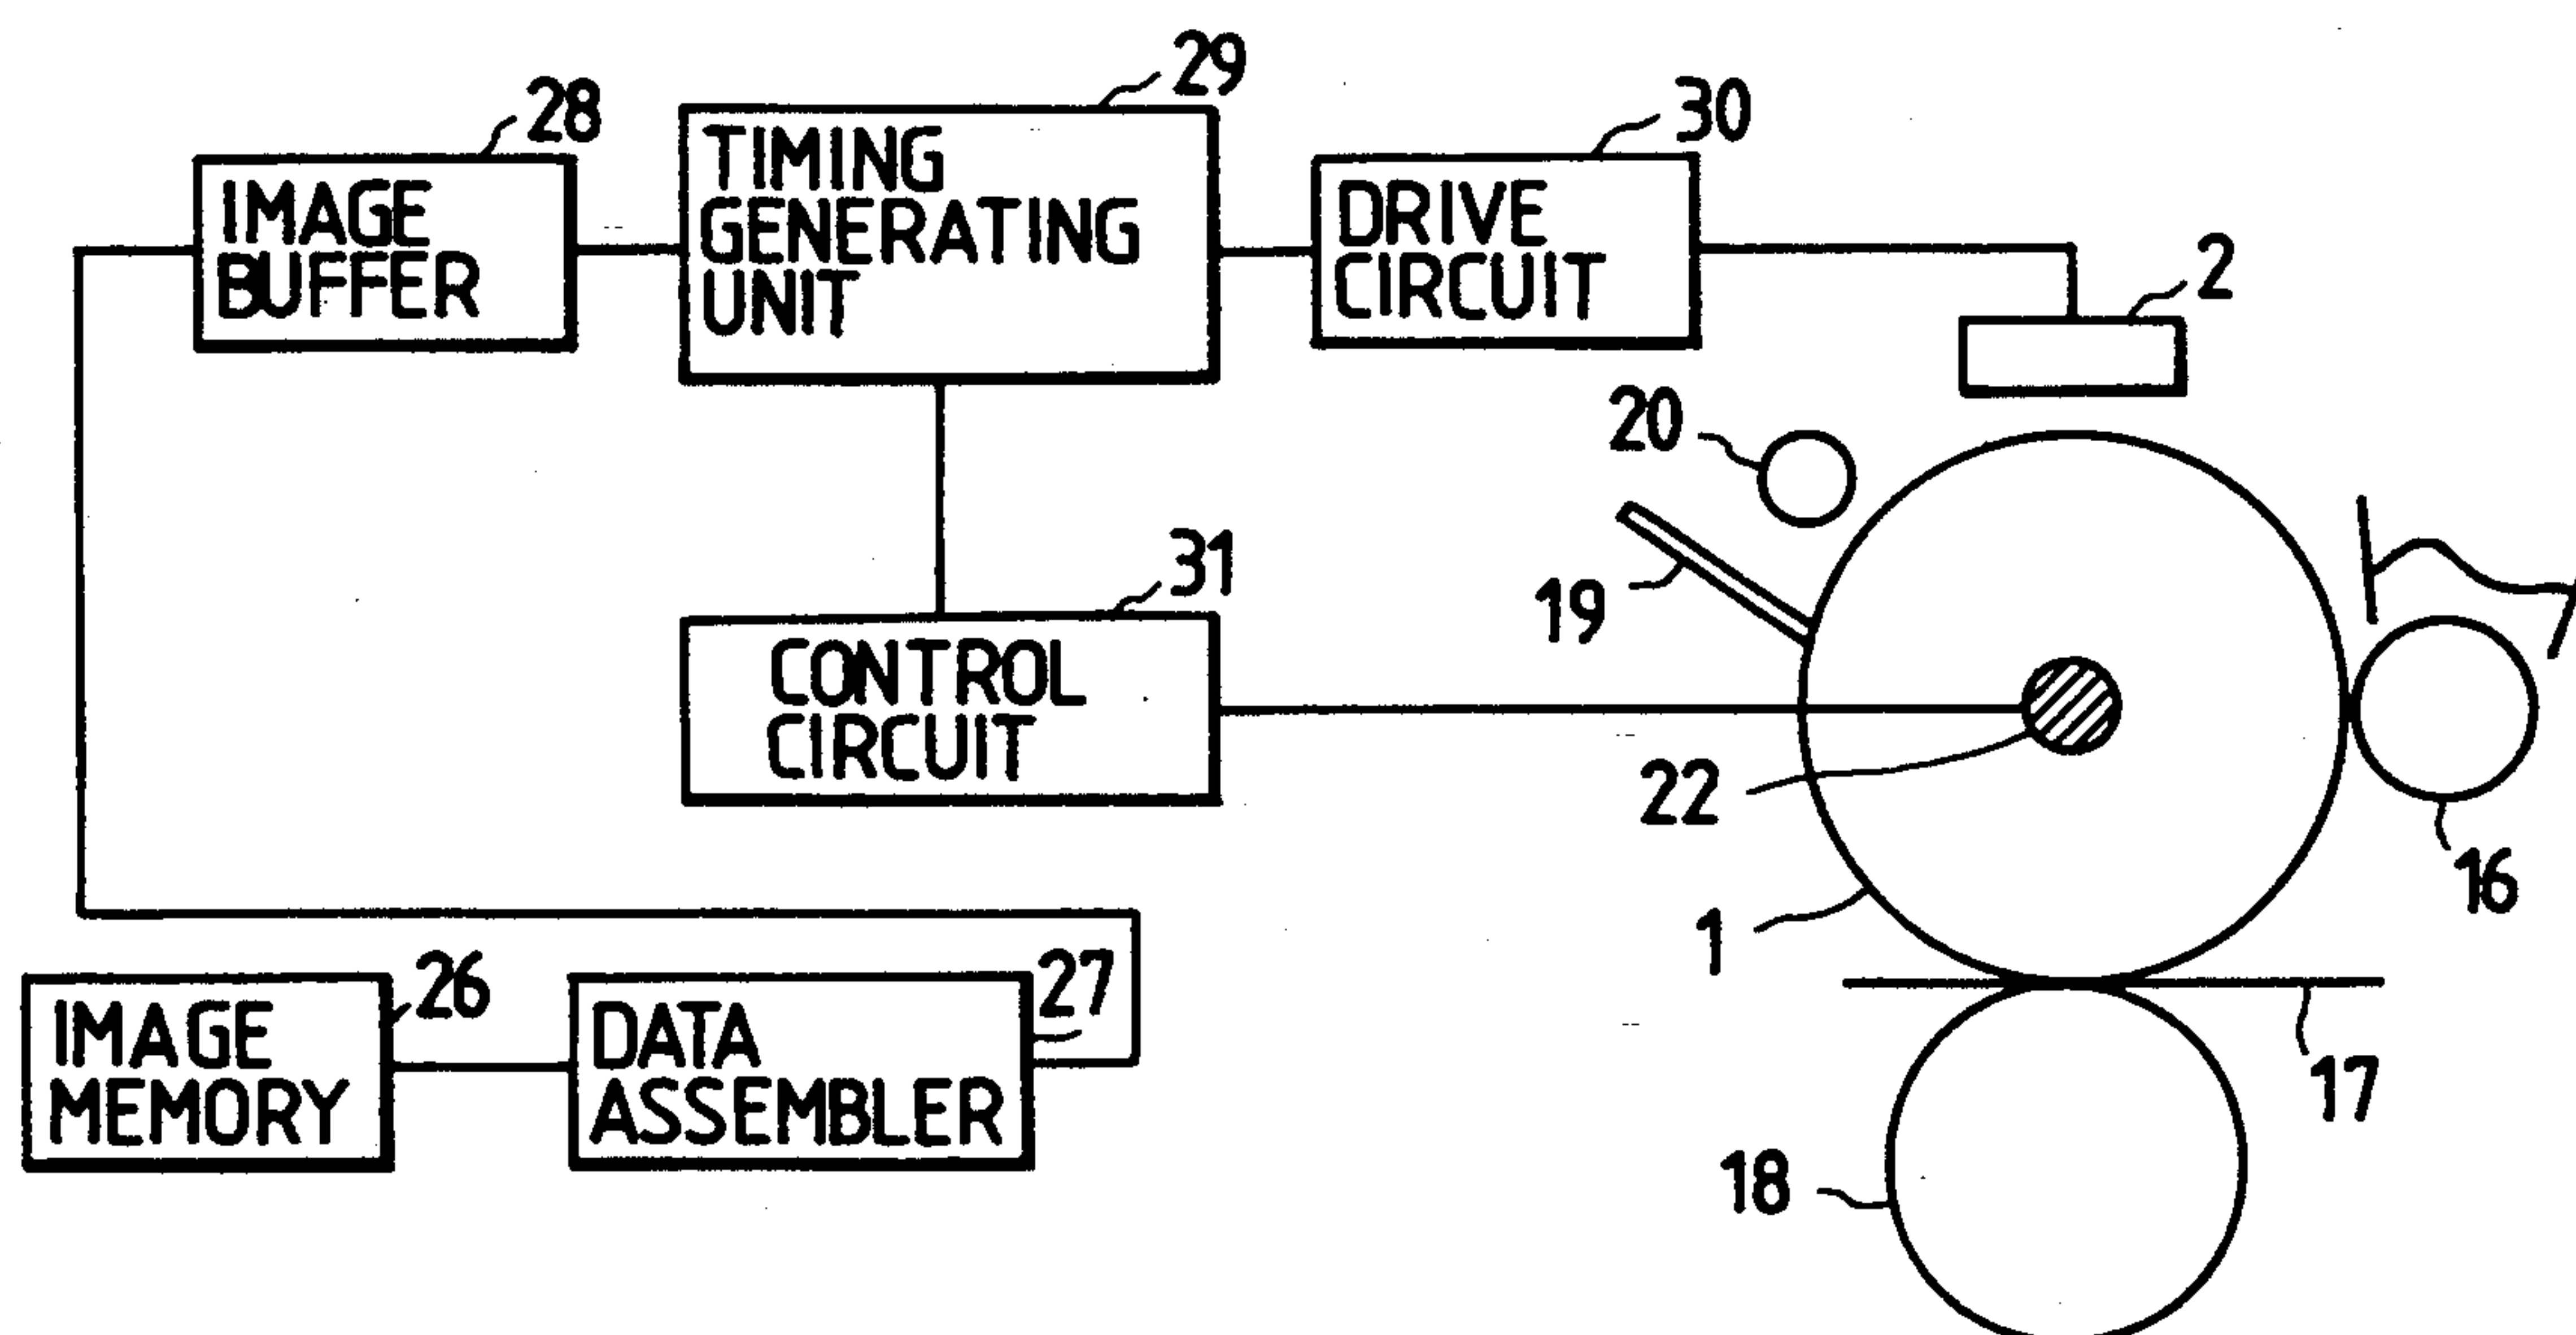 28
IMAGE
BUFFER
29
TIMING
GENERATING
UNIT
30
DRIVE
CIRCUIT
2
20
19
31
CONTROL
CIRCUIT
22
16
1
26
IMAGE
MEMORY
27
DATA
ASSEMBLER
17
18